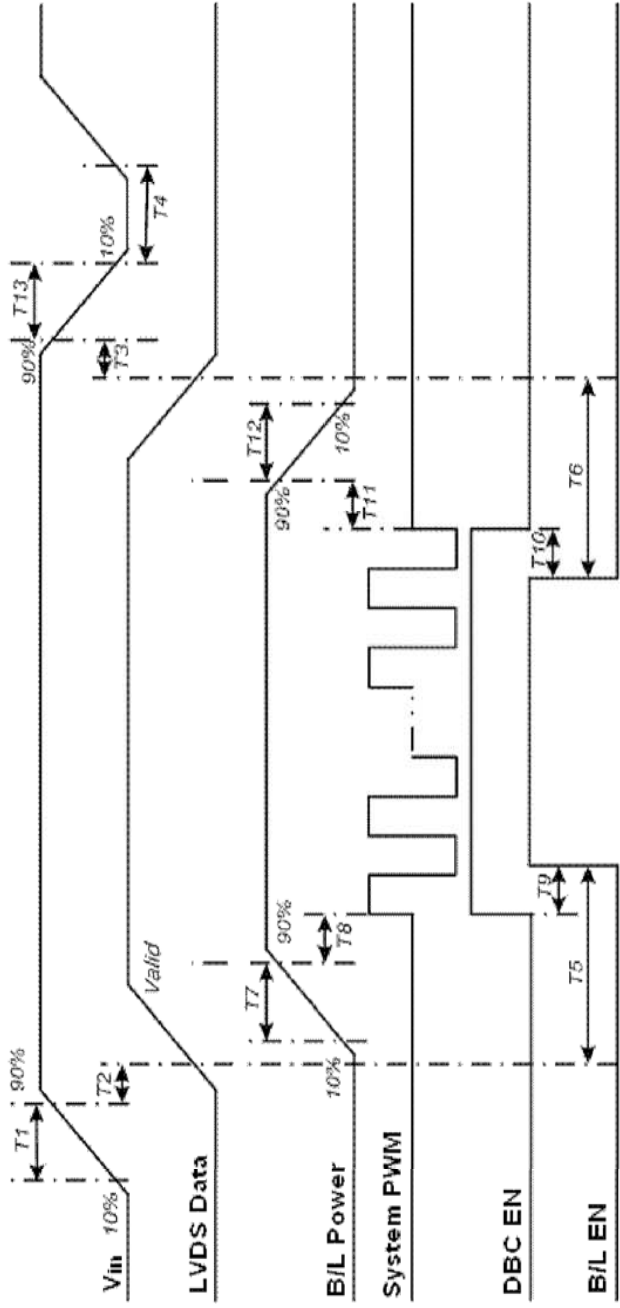 Vin
10%
T1
90%
T2
90%
T13
T3
10%
T4
LVDS Data
Valid
B/L Power
10%
T7
90%
T8
90%
T12
10%
T11
System PWM
DBC EN
T9
T10
B/L EN
T5
T6